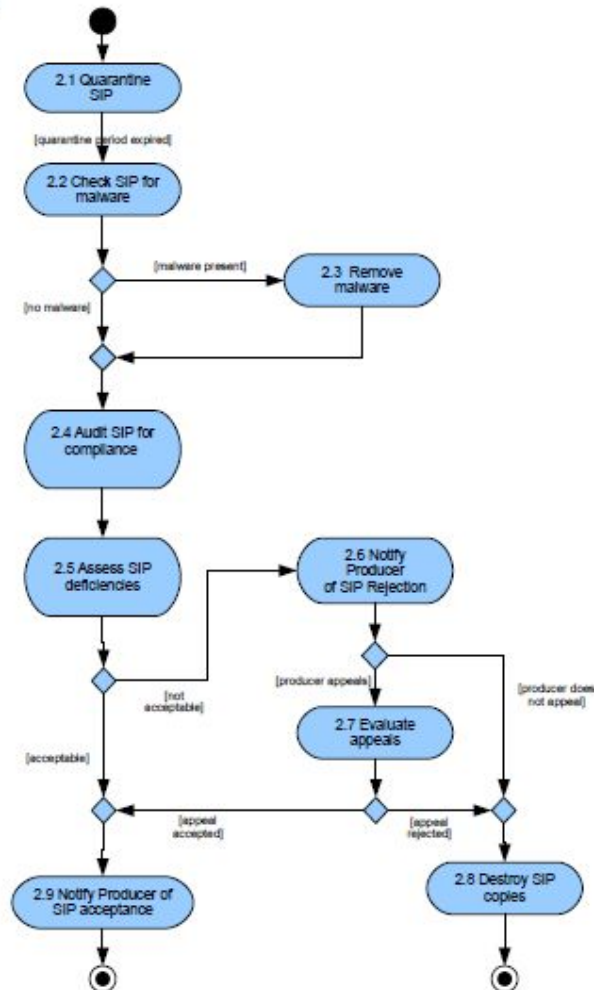 2.1 Quarantine
SIP
[quarantine period expired]
2.2 Check SIP for
malware
[malware present]
2.3 Remove
malware
[no malware]
2.4 Audit SIP for
compliance
2.5 Assess SIP
deficiencies
2.6 Notify
Producer
of SIP Rejection
[not
acceptable]
[producer appeals]
[producer does
not appeal]
2.7 Evaluate
appeals
[acceptable]
[appeal
accepted]
[appeal
rejected]
2.9 Notify Producer of
SIP acceptance
2.8 Destroy SIP
copies